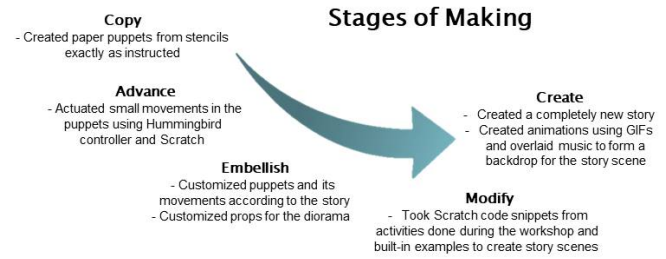 Stages of Making
Copy
- Created paper puppets from stencils
exactly as instructed
Advance
- Actuated small movements in the
puppets using Hummingbird
controller and Scratch
Embellish
- Customized puppets and its
movements according to the story
- Customized props for the diorama
Modify
- Took Scratch code snippets from
activities done during the workshop and
built-in examples to create story scenes
Create
- Created a completely new story
- Created animations using GIFs
and overlaid music to form a
backdrop for the story scene